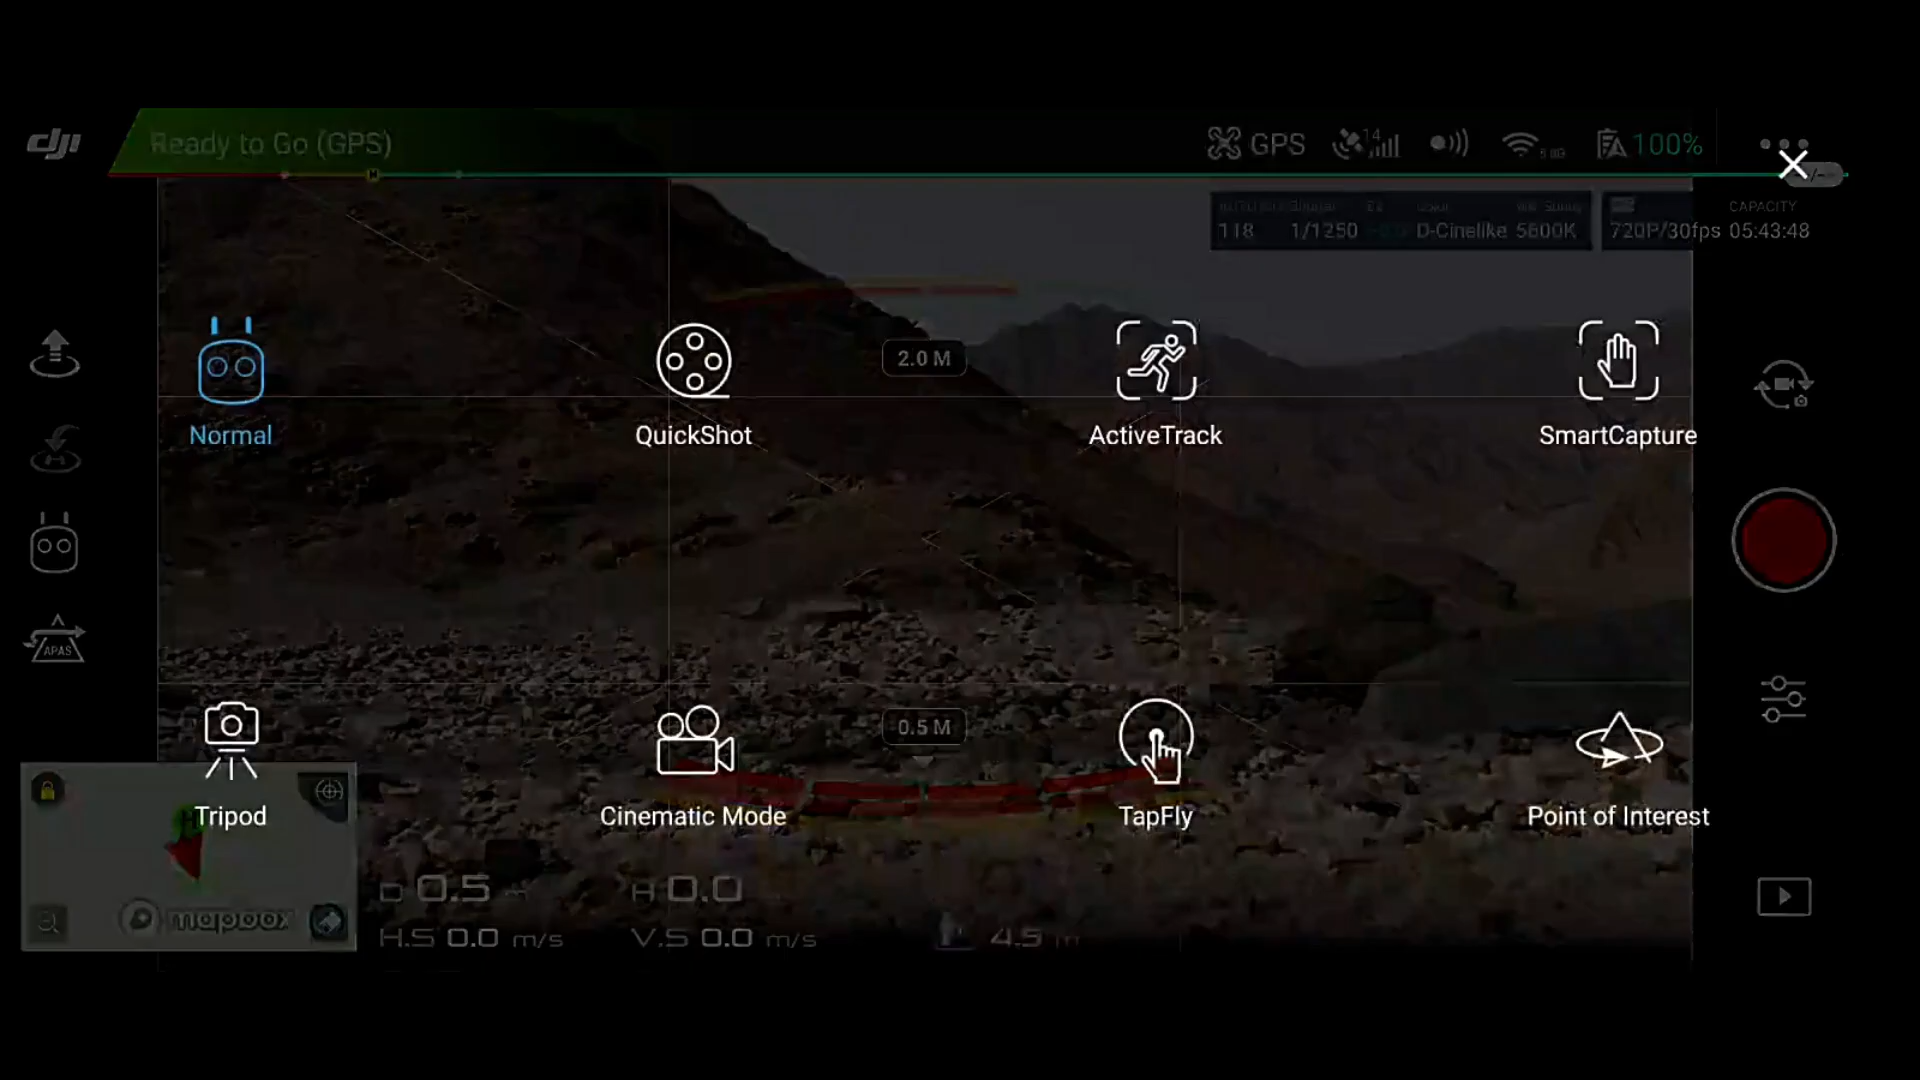 dji
Ready to Go (GPS)
GPS
14
100%
CAPACITY
118
1/1250
D-Cinelike
5600K
720P/30fps
05:43:48
2.0 M
Normal
QuickShot
ActiveTrack
SmartCapture
APAS
0.5 M
Tripod
Cinematic Mode
TapFly
Point of Interest
mapbox
D 0.5 m
H 0.0
H.S 0.0 m/s
V.S 0.0 m/s
4.5 m